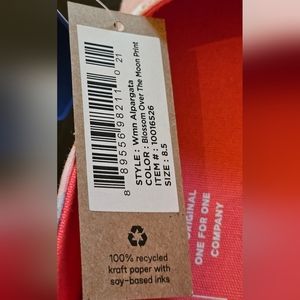 8 89556 98211 0 21
STYLE : Wmn Alpargata
COLOR : Blossom Over The Moon Print
ITEM # : 10016526
SIZE : 8.5
100% recycled
kraft paper with
soy-based inks
ORIGINAL
ONE FOR ONE
COMPANY